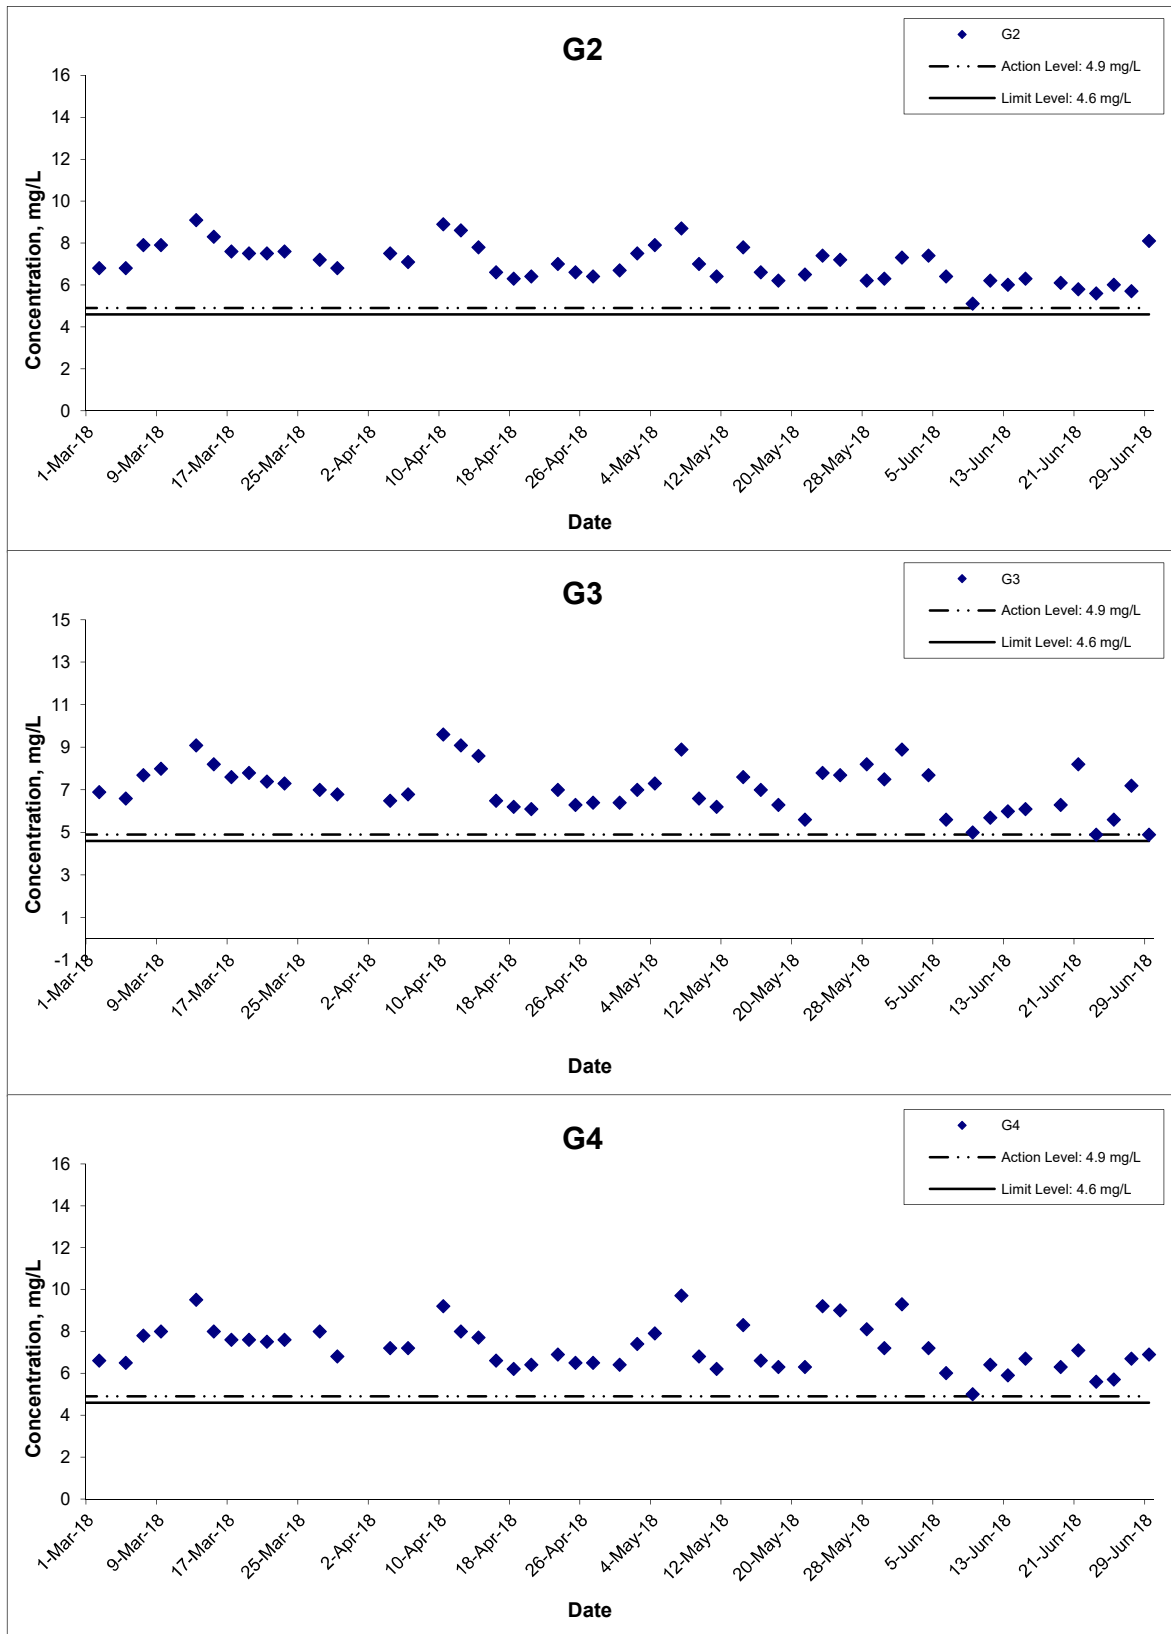 G2
G2
Action Level: 4.9 mg/L
Limit Level: 4.6 mg/L
Concentration, mg/L
16
14
12
10
8
6
4
2
0
1-Mar-18
9-Mar-18
17-Mar-18
25-Mar-18
2-Apr-18
10-Apr-18
18-Apr-18
26-Apr-18
4-May-18
12-May-18
20-May-18
28-May-18
5-Jun-18
13-Jun-18
21-Jun-18
29-Jun-18
Date
G3
G3
Action Level: 4.9 mg/L
Limit Level: 4.6 mg/L
Concentration, mg/L
15
13
11
9
7
5
3
1
-1
1-Mar-18
9-Mar-18
17-Mar-18
25-Mar-18
2-Apr-18
10-Apr-18
18-Apr-18
26-Apr-18
4-May-18
12-May-18
20-May-18
28-May-18
5-Jun-18
13-Jun-18
21-Jun-18
29-Jun-18
Date
G4
G4
Action Level: 4.9 mg/L
Limit Level: 4.6 mg/L
Concentration, mg/L
16
14
12
10
8
6
4
2
0
1-Mar-18
9-Mar-18
17-Mar-18
25-Mar-18
2-Apr-18
10-Apr-18
18-Apr-18
26-Apr-18
4-May-18
12-May-18
20-May-18
28-May-18
5-Jun-18
13-Jun-18
21-Jun-18
29-Jun-18
Date